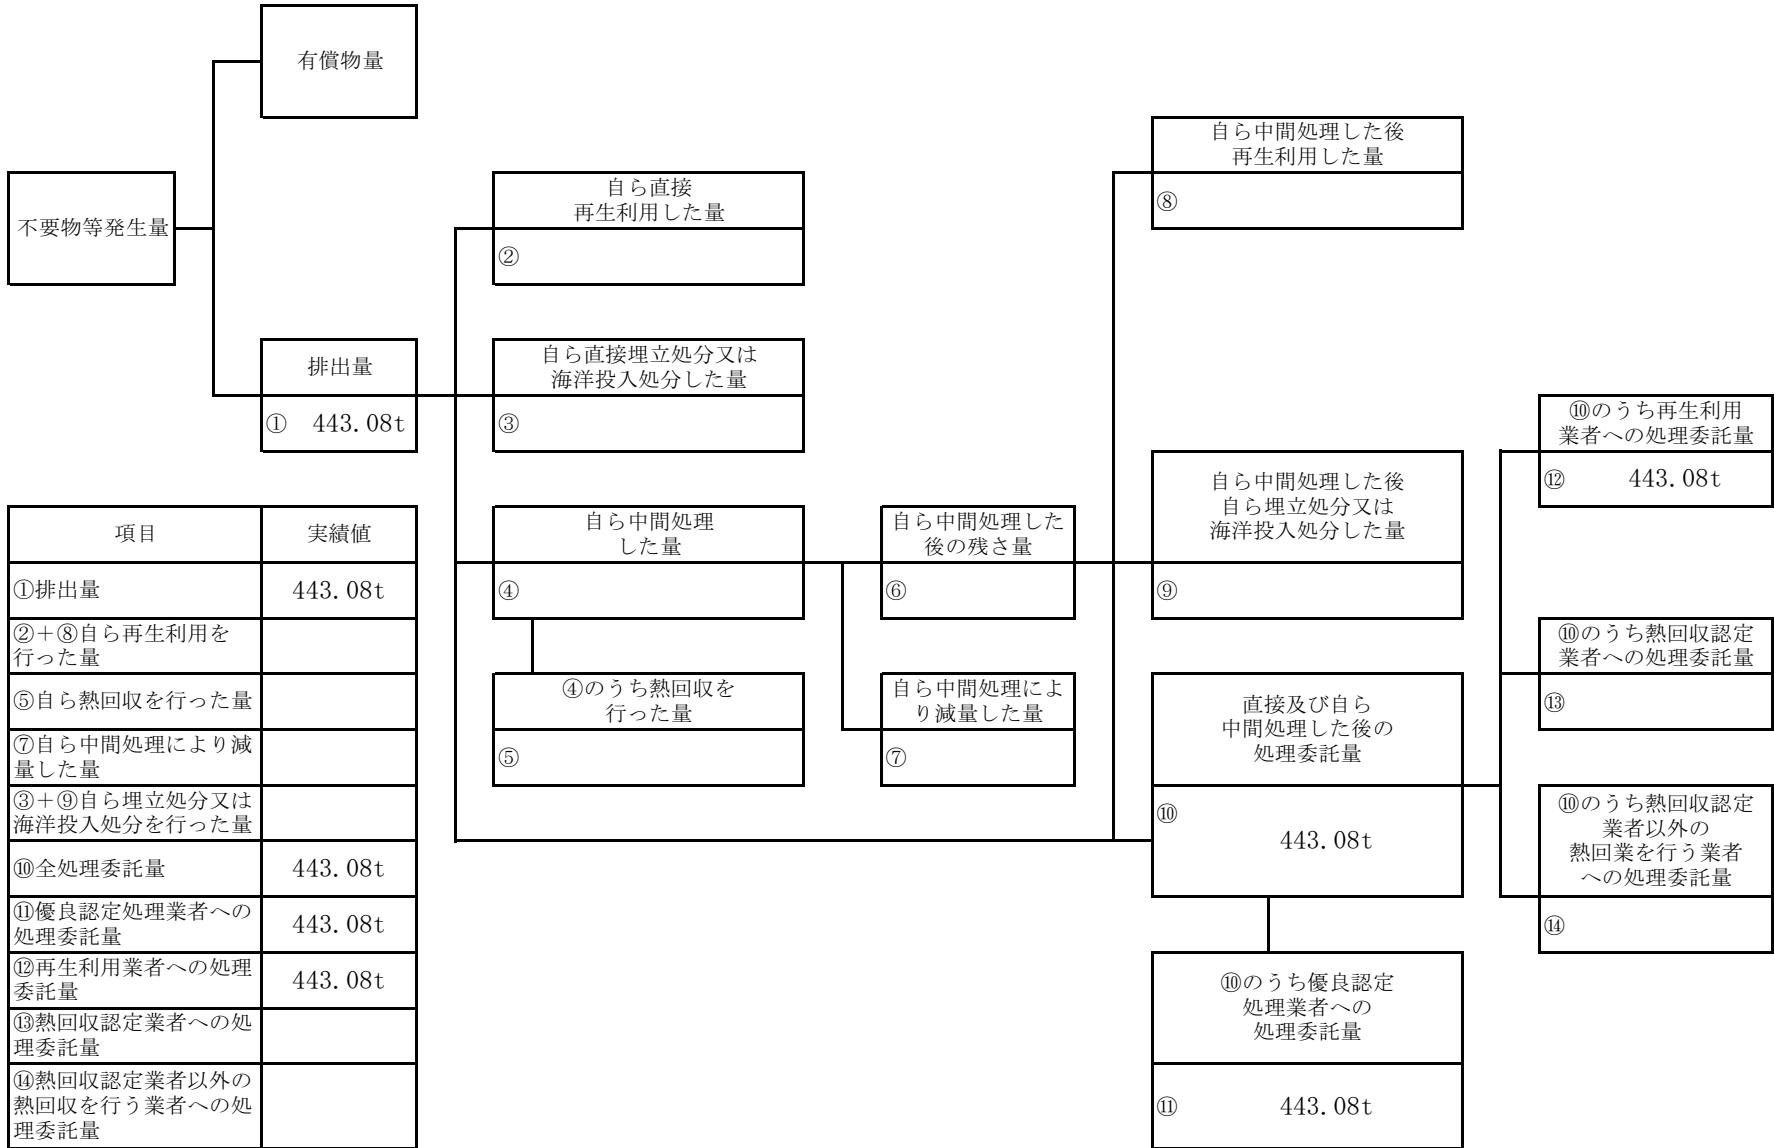 有償物量
不要物等発生量
排出量
① 443.08t
自ら直接
再生利用した量
②
自ら直接埋立処分又は
海洋投入処分した量
③
自ら中間処理
した量
④
④のうち熱回収を
行った量
⑤
自ら中間処理した
後の残さ量
⑥
自ら中間処理によ
り減量した量
⑦
自ら中間処理した後
再生利用した量
⑧
自ら中間処理した後
自ら埋立処分又は
海洋投入処分した量
⑨
直接及び自ら
中間処理した後の
処理委託量
⑩
443.08t
⑩のうち優良認定
処理業者への
処理委託量
⑪ 443.08t
⑩のうち再生利用
業者への処理委託量
⑫ 443.08t
⑩のうち熱回収認定
業者への処理委託量
⑬
⑩のうち熱回収認定
業者以外の
熱回業を行う業者
への処理委託量
⑭
項目 実績値
①排出量 443.08t
②+⑧自ら再生利用を
行った量
⑤自ら熱回収を行った量
⑦自ら中間処理により減
量した量
③+⑨自ら埋立処分又は
海洋投入処分を行った量
⑩全処理委託量 443.08t
⑪優良認定処理業者への
処理委託量 443.08t
⑫再生利用業者への処理
委託量 443.08t
⑬熱回収認定業者への処
理委託量
⑭熱回収認定業者以外の
熱回収を行う業者への処
理委託量